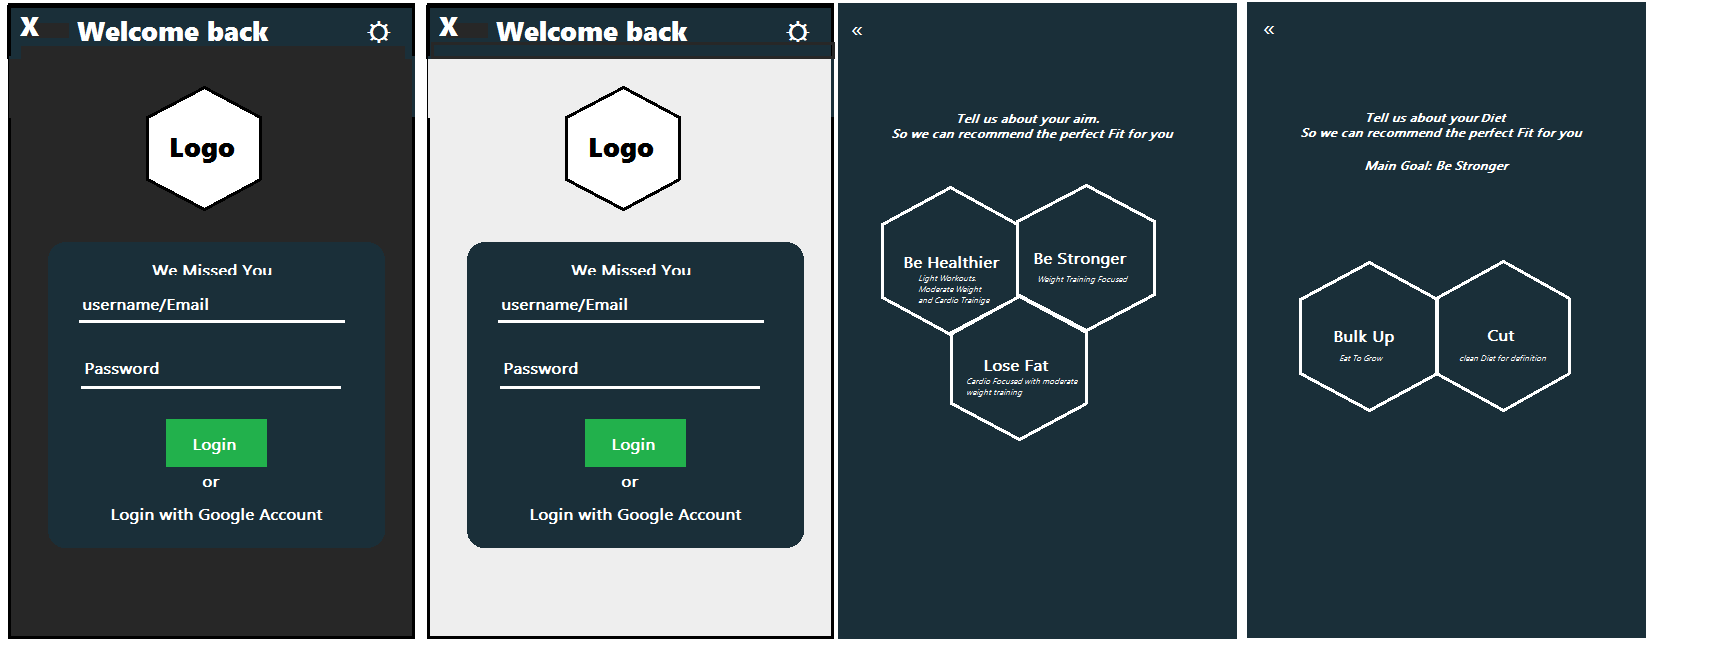 X Welcome back
Logo
We Missed You
username/Email
Password
Login
or
Login with Google Account
X Welcome back
Logo
We Missed You
username/Email
Password
Login
or
Login with Google Account
«
Tell us about your aim.
So we can recommend the perfect Fit for you
Be Healthier
Light Workouts.
Moderate Weight
and Cardio Trainige
Be Stronger
Weight Training Focused
Lose Fat
Cardio Focused with moderate
weight training
«
Tell us about your Diet
So we can recommend the perfect Fit for you
Main Goal: Be Stronger
Bulk Up
Eat To Grow
Cut
clean Diet for definition